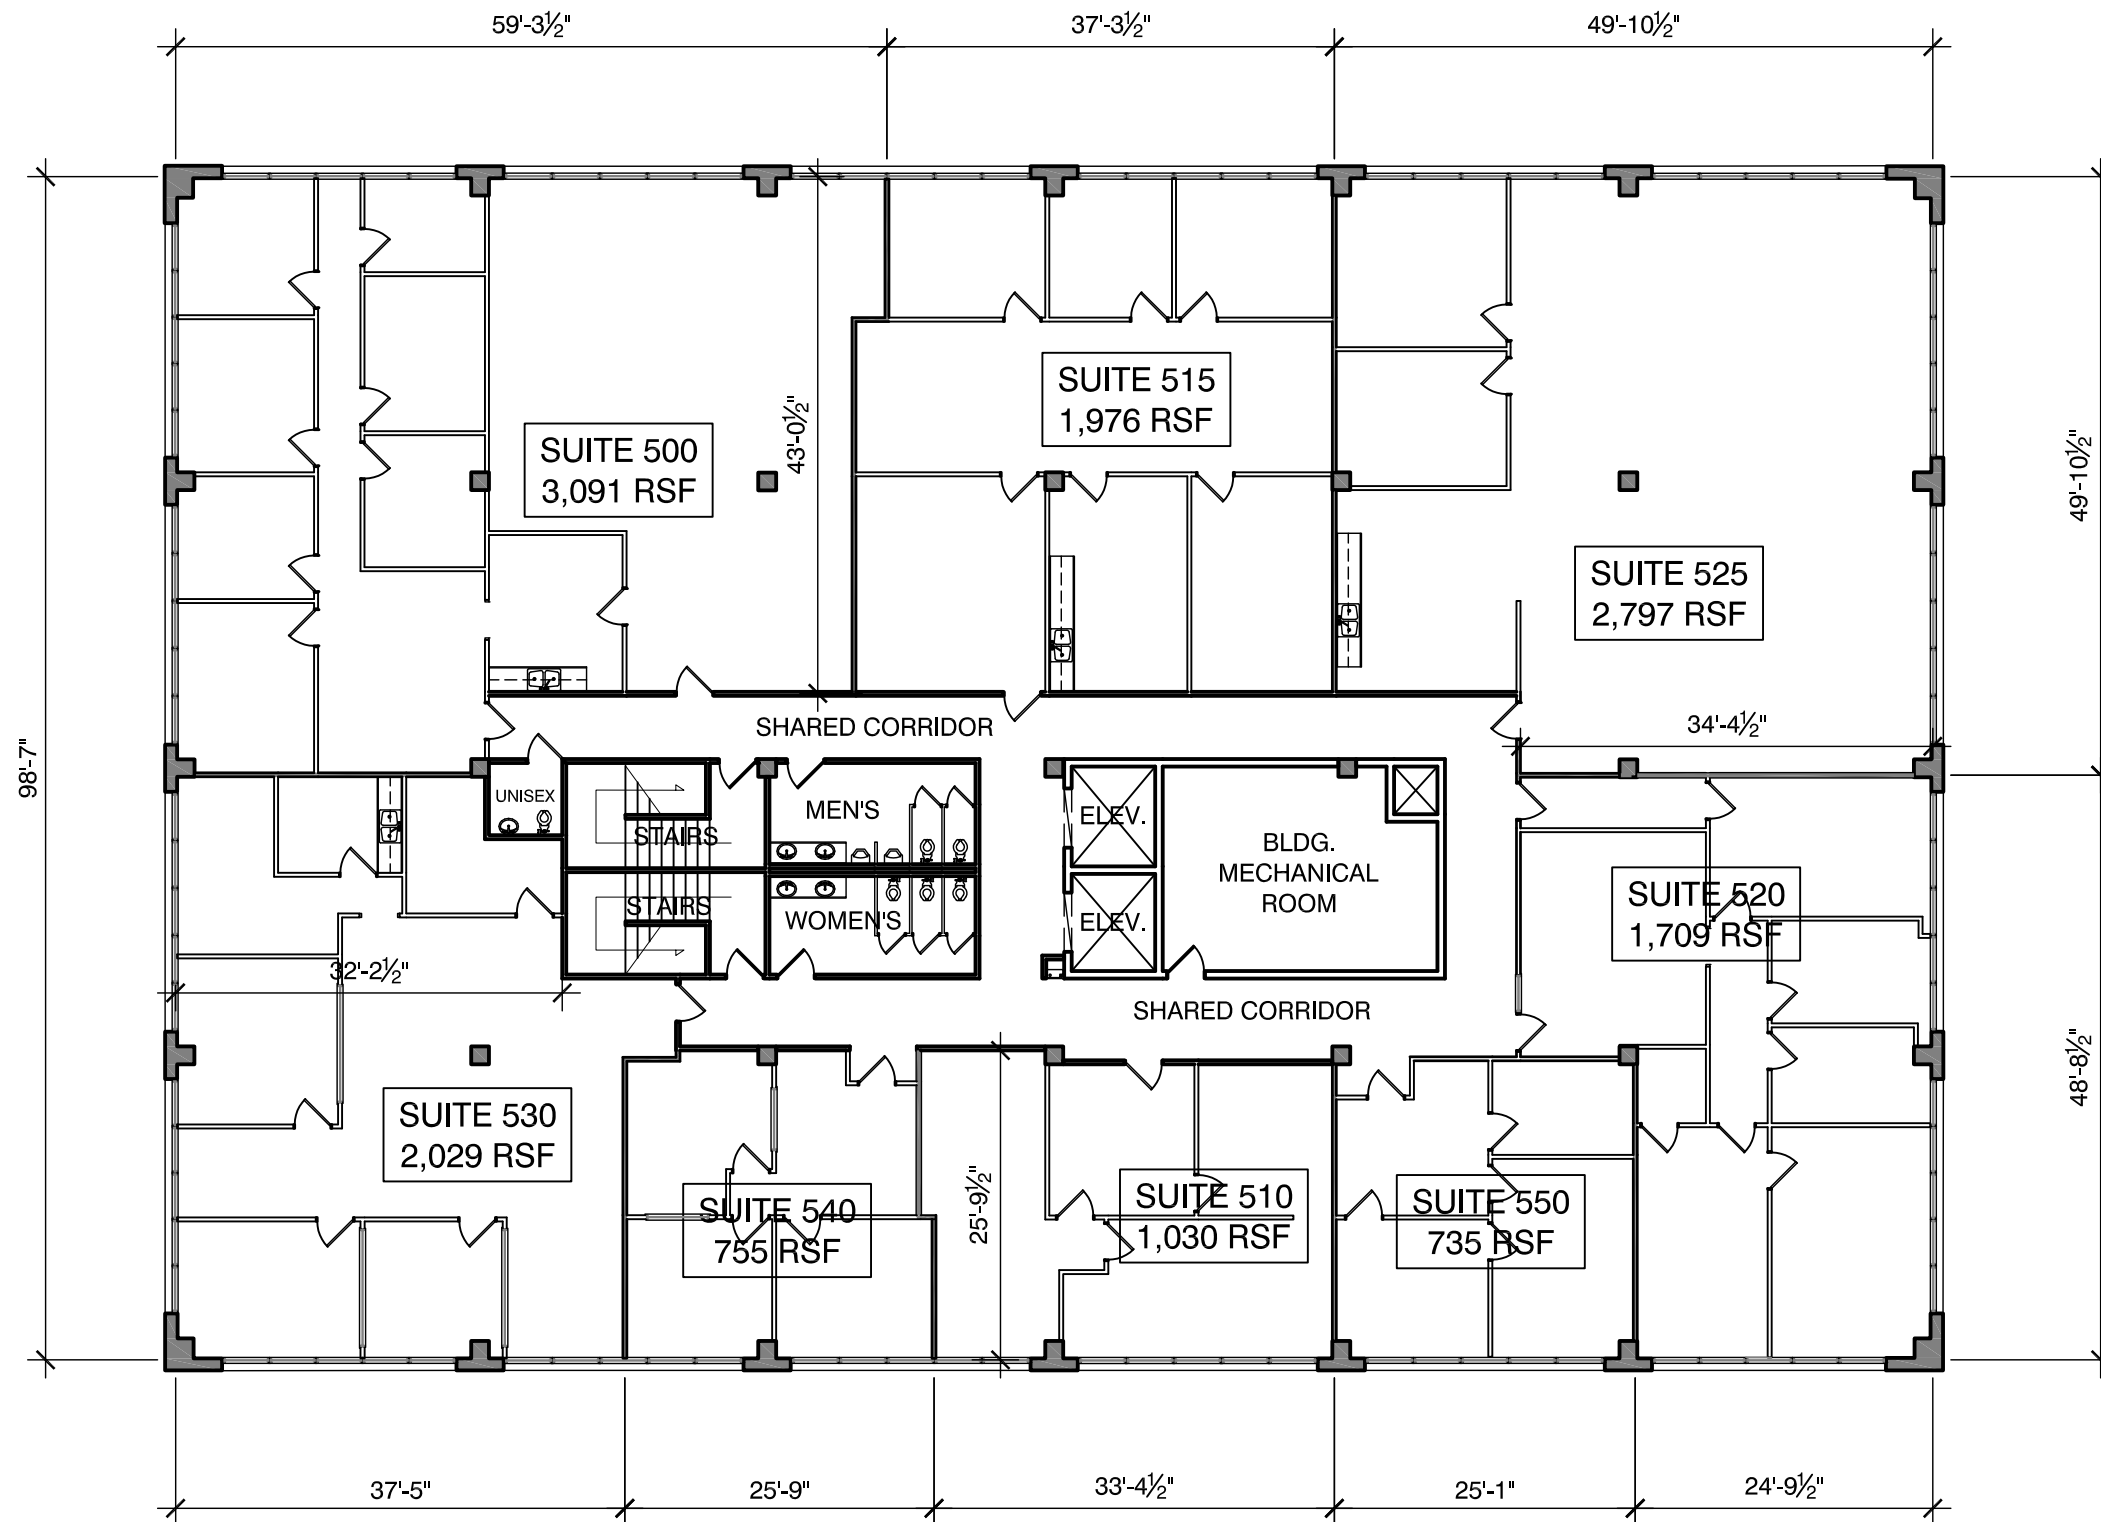 59'-3½"
37'-3½"
49'-10½"
SUITE 515
1,976 RSF
SUITE 500
3,091 RSF
43'-0½"
49'-10½"
SUITE 525
2,797 RSF
SHARED CORRIDOR
34'-4½"
98'-7"
UNISEX
MEN'S
ELEV.
STAIRS
BLDG.
MECHANICAL
ROOM
SUITE 520
1,709 RSF
STAIRS
WOMEN'S
ELEV.
32'-2½"
SHARED CORRIDOR
48'-8½"
SUITE 530
2,029 RSF
25'-9½"
SUITE 540
755 RSF
SUITE 510
1,030 RSF
SUITE 550
735 RSF
37'-5"
25'-9"
33'-4½"
25'-1"
24'-9½"